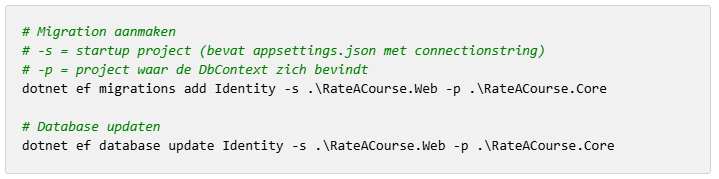 # Migration aanmaken
# -s = startup project (bevat appsettings.json met connectionstring)
# -p = project waar de DbContext zich bevindt
dotnet ef migrations add Identity -s .\RateACourse.Web -p .\RateACourse.Core
# Database updaten
dotnet ef database update Identity -s .\RateACourse.Web -p .\RateACourse.Core